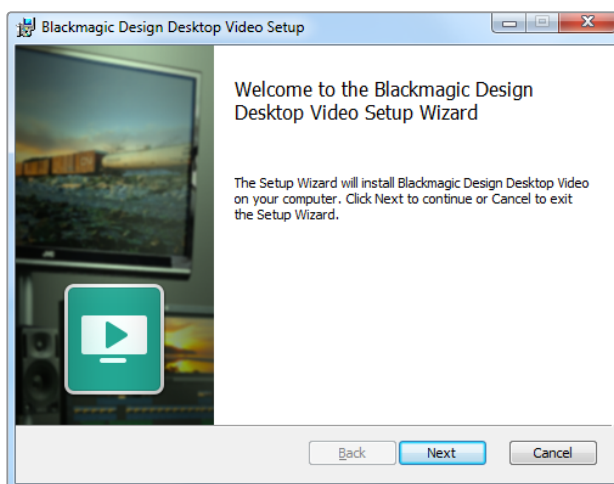 Blackmagic Design Desktop Video Setup
Welcome to the Blackmagic Design
Desktop Video Setup Wizard
The Setup Wizard will install Blackmagic Design Desktop Video
on your computer. Click Next to continue or Cancel to exit
the Setup Wizard.
Back
Next
Cancel